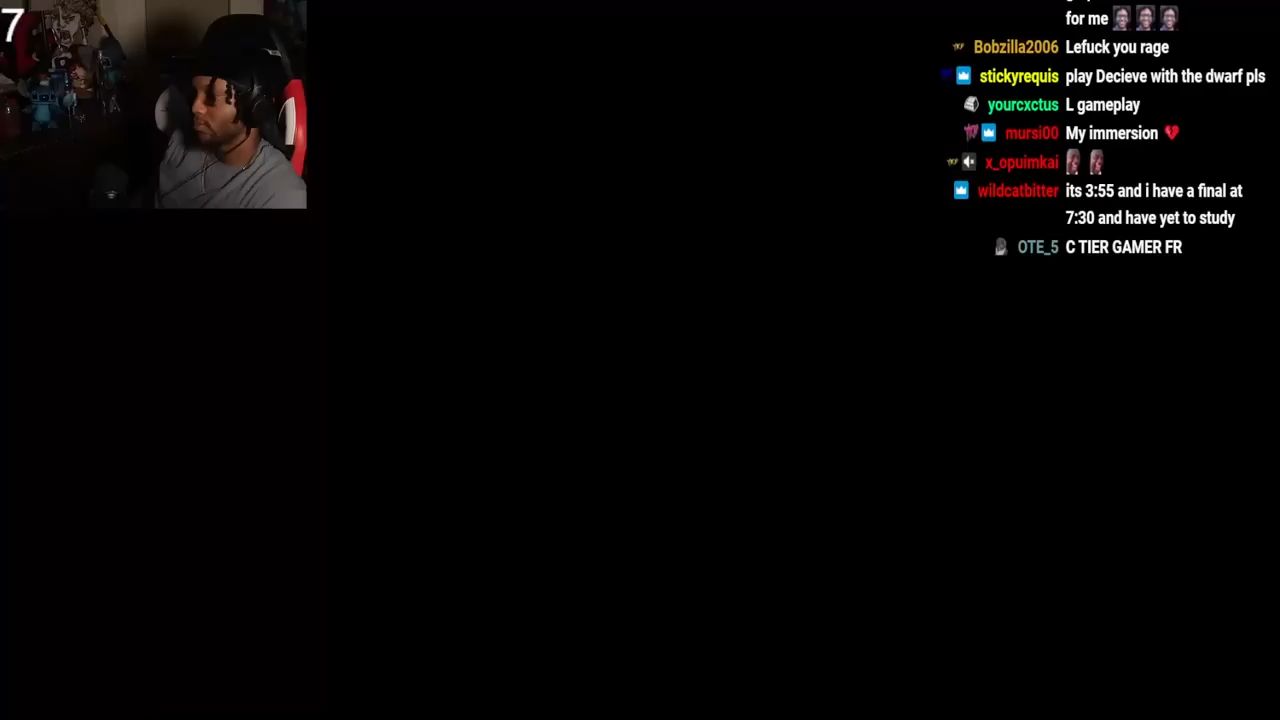 7
for me
Bobzilla2006 Lefuck you rage
stickyrequis play Decieve with the dwarf pls
yourcxctus L gameplay
mursi00 My immersion
x_opuimkai
wildcatbitter its 3:55 and i have a final at
7:30 and have yet to study
OTE_5 C TIER GAMER FR